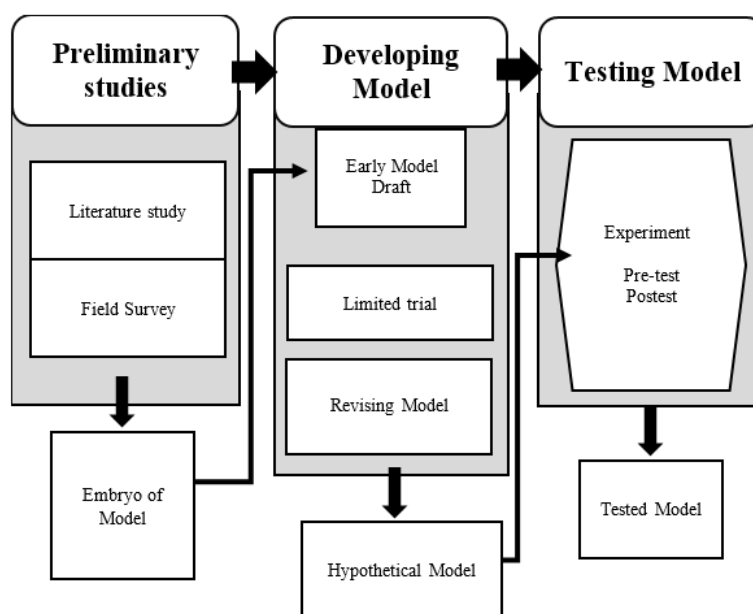 Preliminary
studies
Literature study
Field Survey
Embryo of
Model
Developing
Model
Early Model
Draft
Limited trial
Revising Model
Hypothetical Model
Testing Model
Experiment
Pre-test
Postest
Tested Model